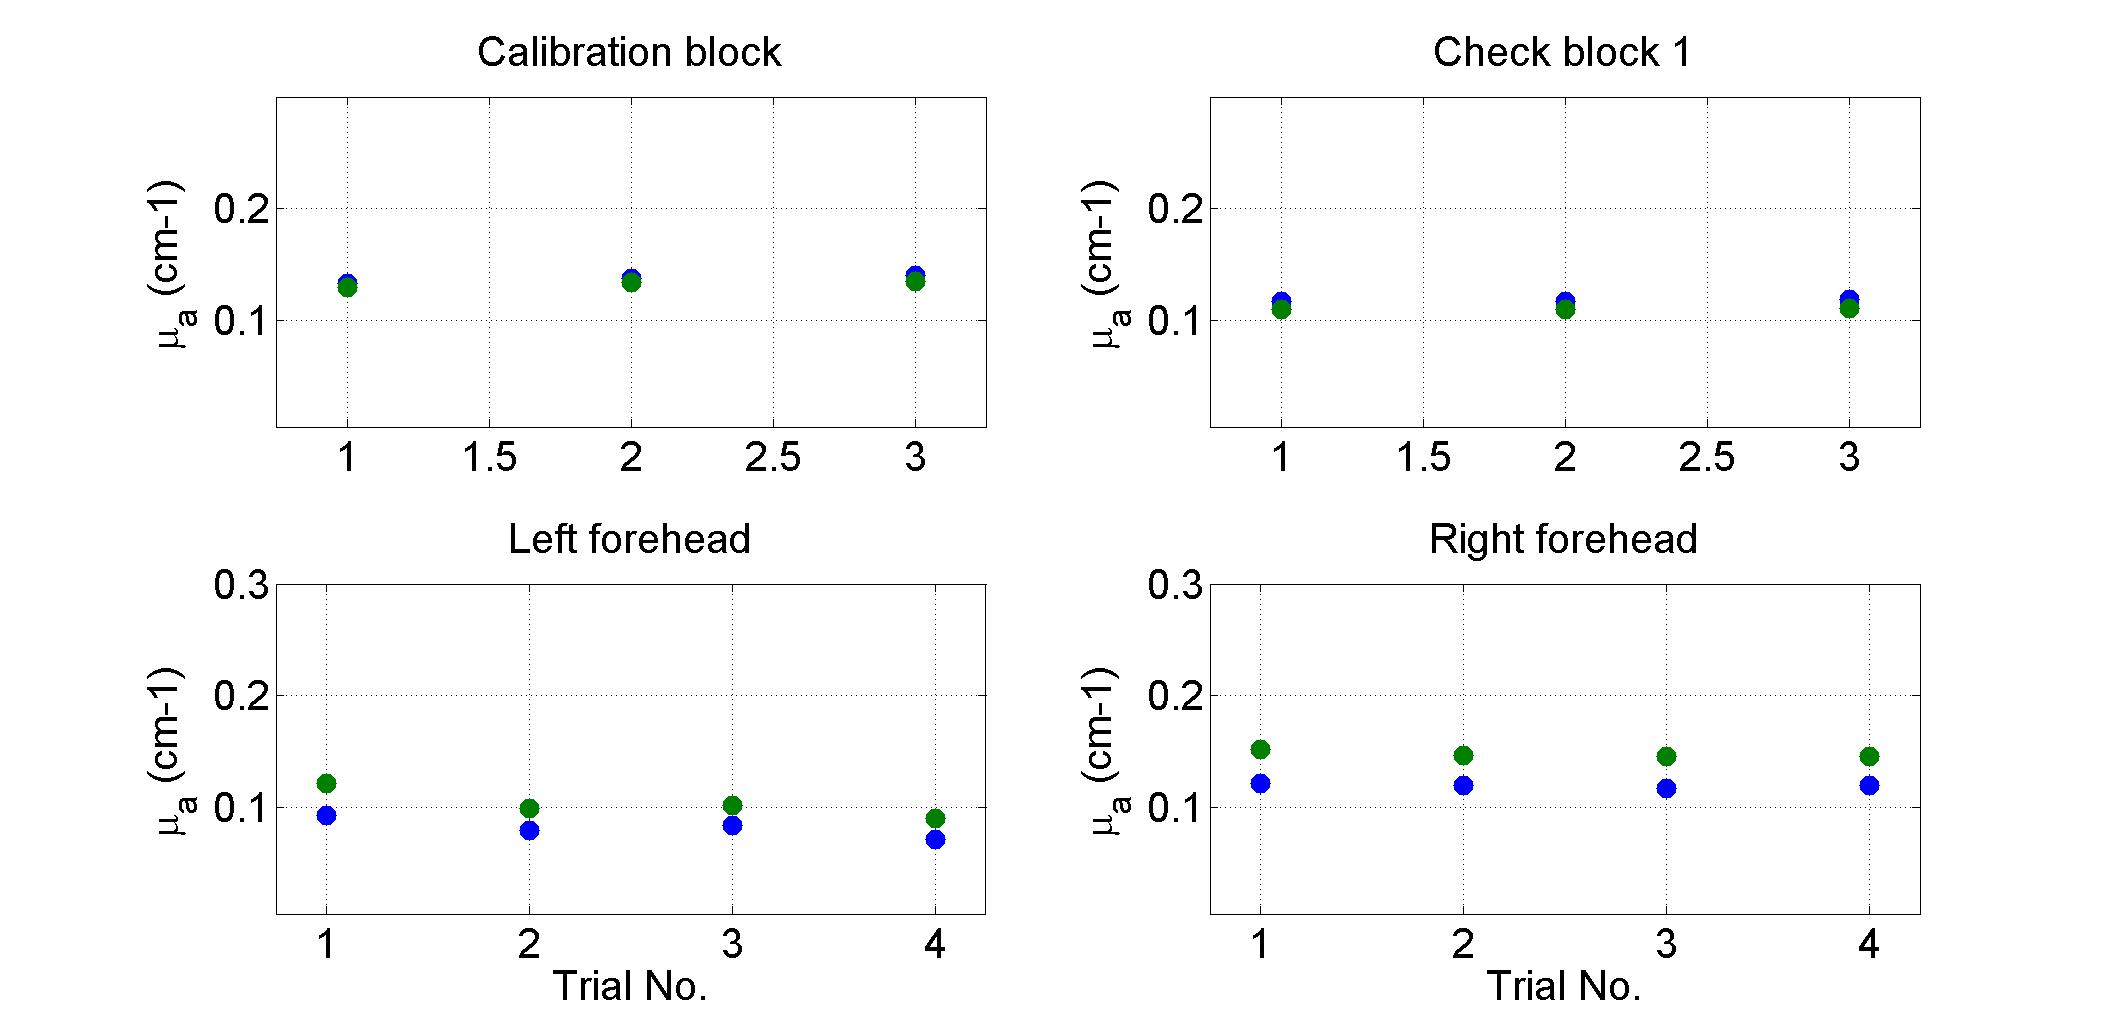 Calibration block
μa (cm-1)
0.2
0.1
1 1.5 2 2.5 3
Check block 1
μa (cm-1)
0.2
0.1
1 1.5 2 2.5 3
Left forehead
μa (cm-1)
0.3
0.2
0.1
1 2 3 4
Trial No.
Right forehead
μa (cm-1)
0.3
0.2
0.1
1 2 3 4
Trial No.